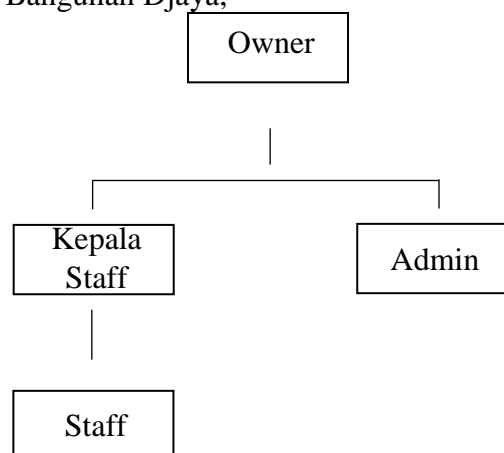 Bangunan Djaya,
Owner
Kepala
Staff
Admin
Staff